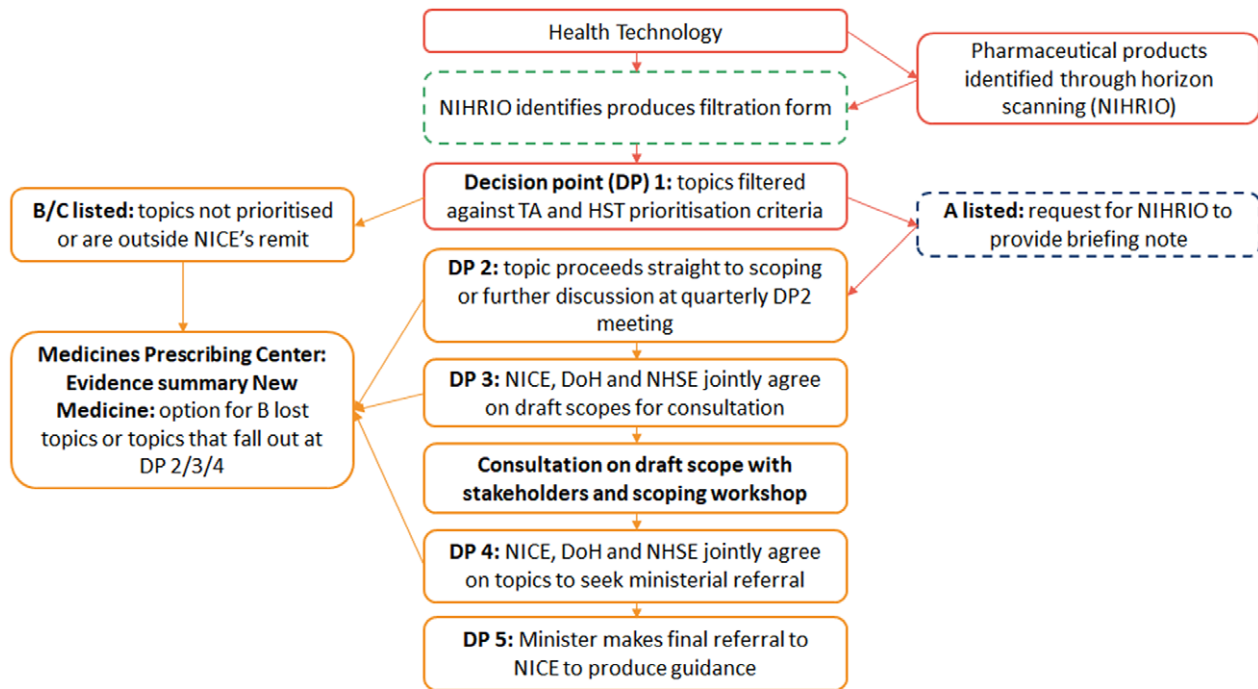 Health Technology
Pharmaceutical products
identified through horizon
scanning (NIHRIO)
NIHRIO identifies produces filtration form
Decision point (DP) 1: topics filtered
against TA and HST prioritisation criteria
B/C listed: topics not prioritised
or are outside NICE's remit
A listed: request for NIHRIO to
provide briefing note
DP 2: topic proceeds straight to scoping
or further discussion at quarterly DP2
meeting
Medicines Prescribing Center:
Evidence summary New
Medicine: option for B lost
topics or topics that fall out at
DP 2/3/4
DP 3: NICE, DoH and NHSE jointly agree
on draft scopes for consultation
Consultation on draft scope with
stakeholders and scoping workshop
DP 4: NICE, DoH and NHSE jointly agree
on topics to seek ministerial referral
DP 5: Minister makes final referral to
NICE to produce guidance